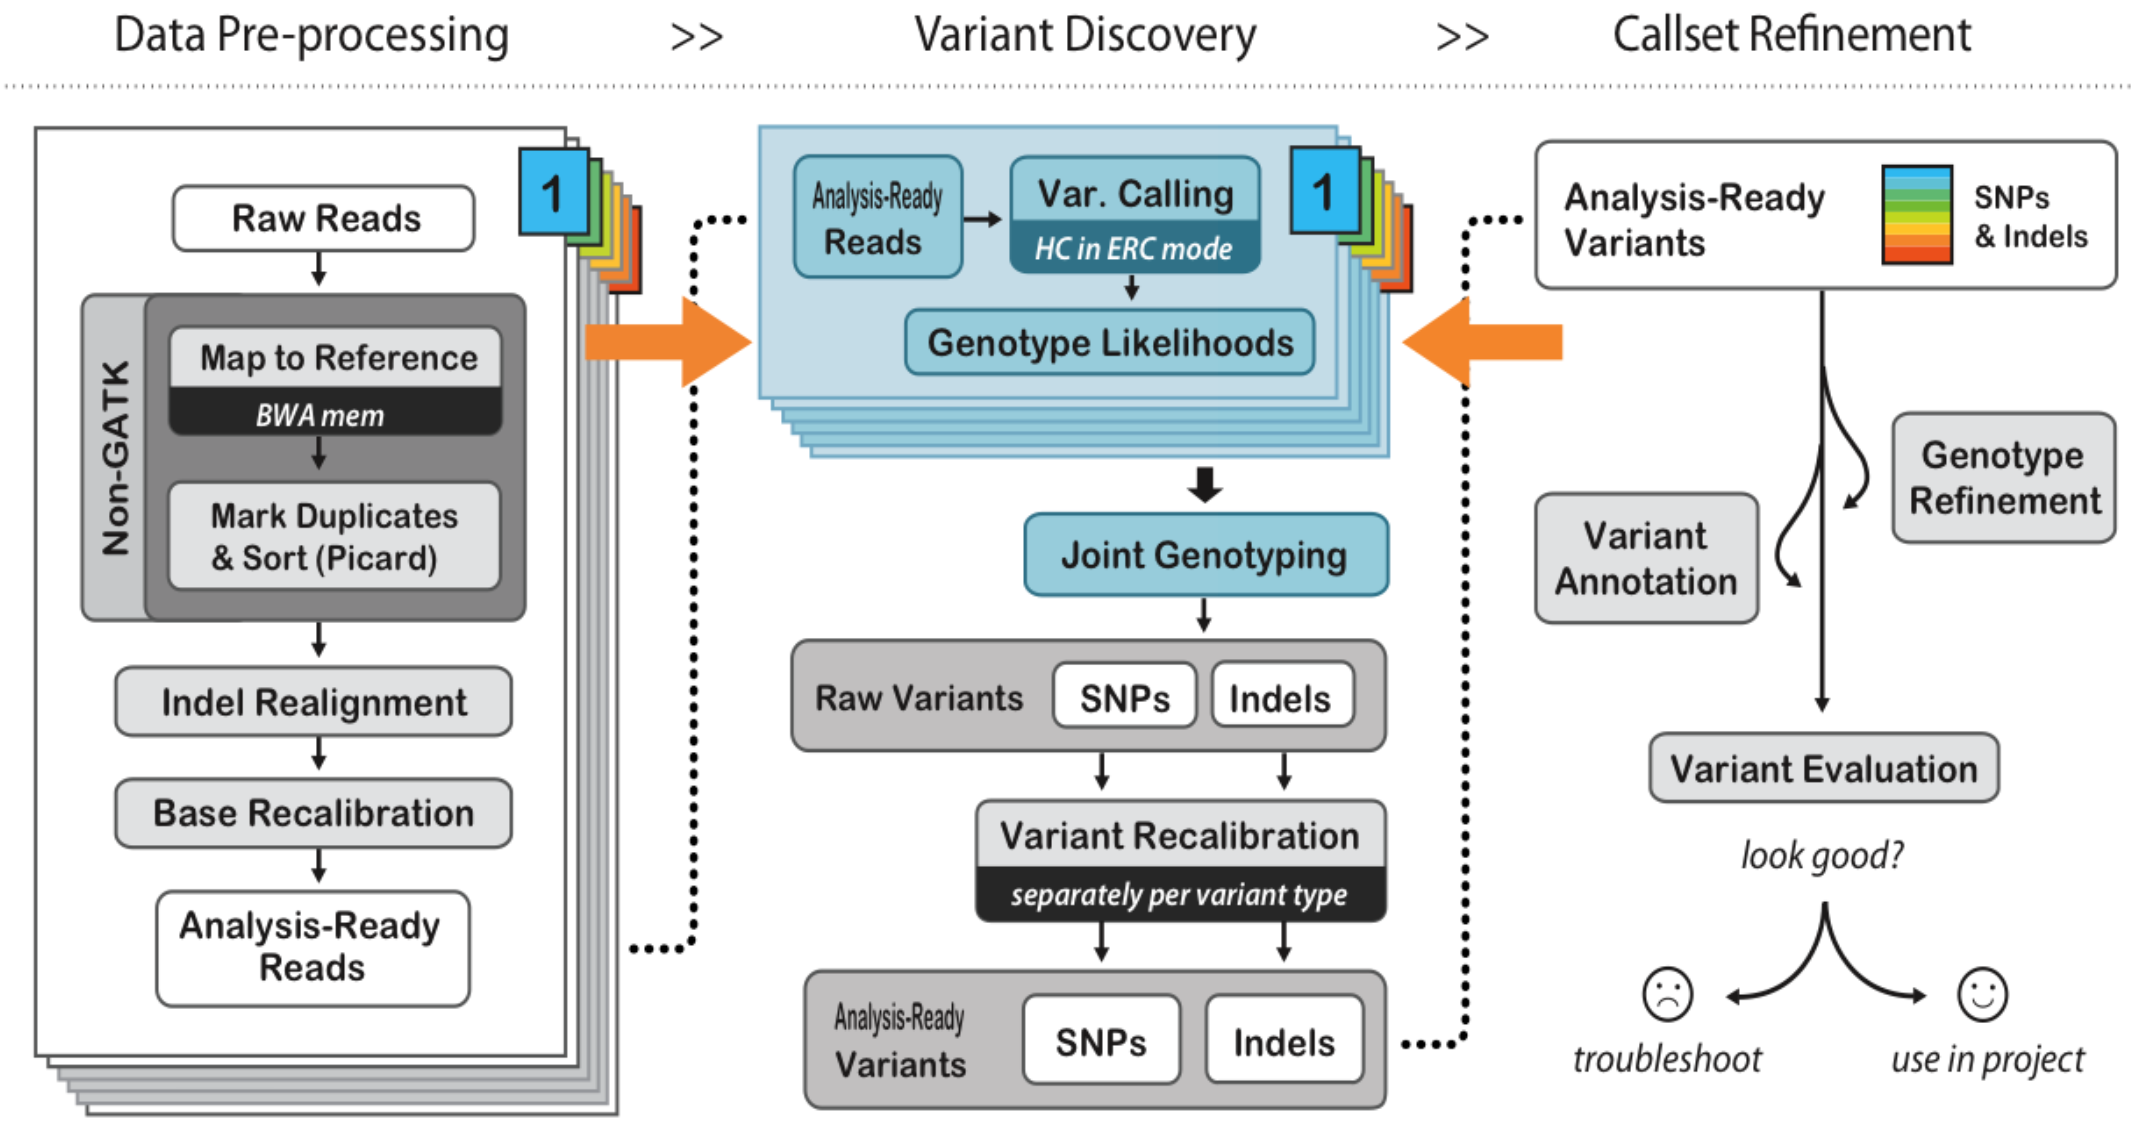 Data Pre-processing >> Variant Discovery >> Callset Refinement
1
Raw Reads
Non-GATK
Map to Reference
BWA mem
Mark Duplicates
& Sort (Picard)
Indel Realignment
Base Recalibration
Analysis-Ready
Reads
1
Analysis-Ready
Reads
Var. Calling
HC in ERC mode
Genotype Likelihoods
Joint Genotyping
Raw Variants
SNPs
Indels
Variant Recalibration
separately per variant type
Analysis-Ready
Variants
SNPs
Indels
Analysis-Ready
Variants
SNPs
& Indels
Genotype
Refinement
Variant
Annotation
Variant Evaluation
look good?
troubleshoot
use in project